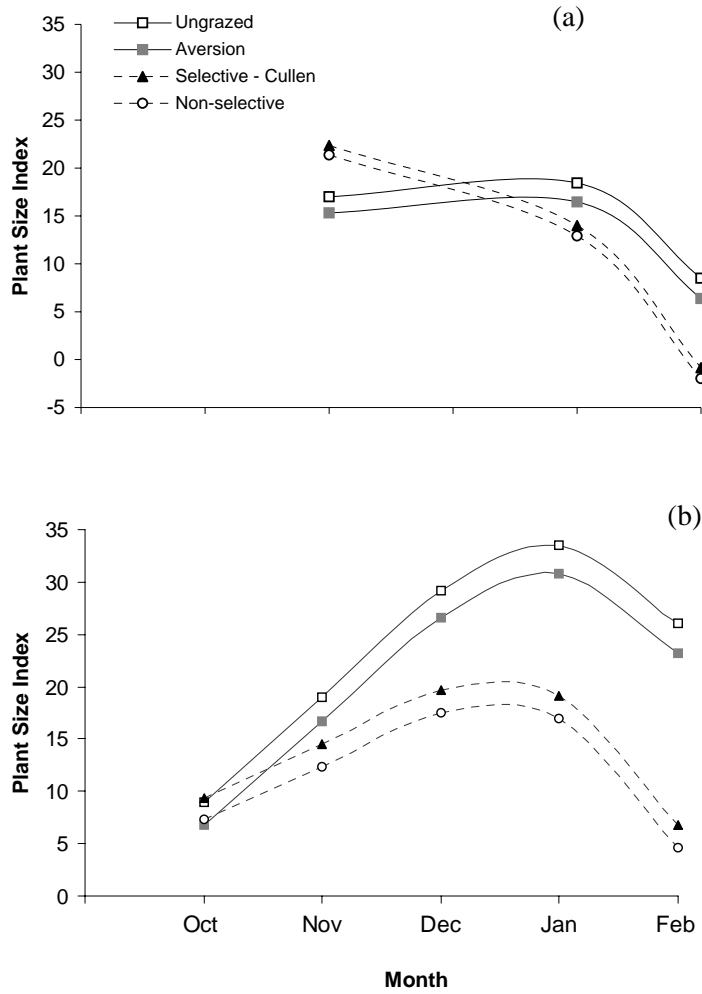 (a)
Ungrazed
Aversion
Selective - Cullen
Non-selective
Plant Size Index
35
30
25
20
15
10
5
0
-5
(b)
Plant Size Index
35
30
25
20
15
10
5
0
Oct Nov Dec Jan Feb
Month